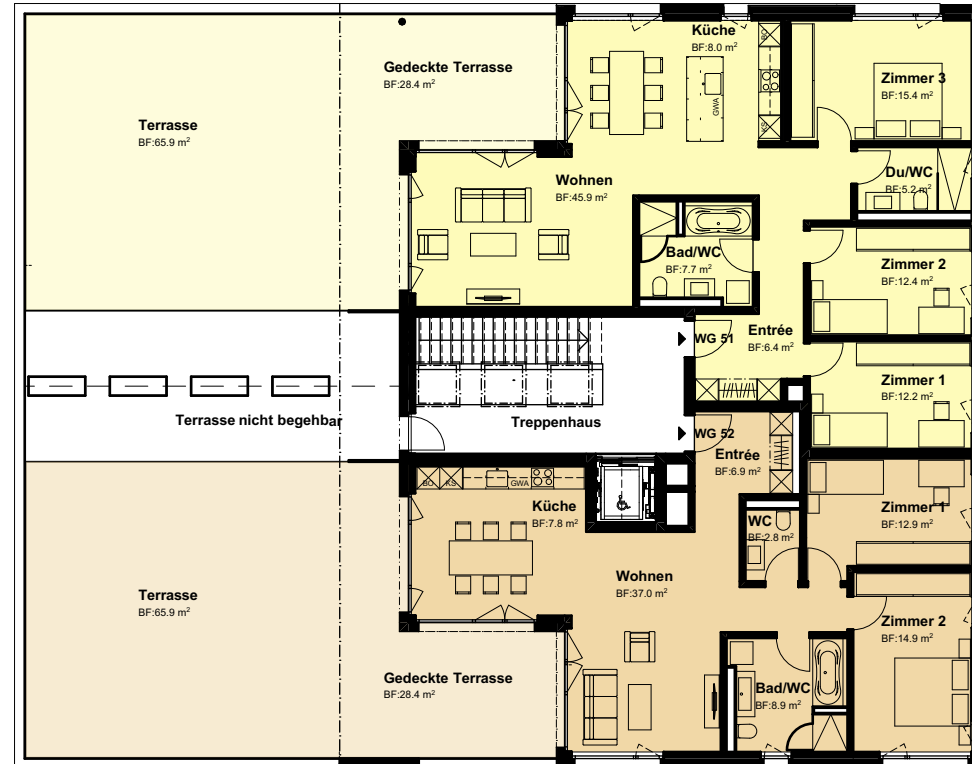 Küche
BF:8.0 m²
BO
GWA
KS
Gedeckte Terrasse
BF:28.4 m²
Zimmer 3
BF:15.4 m²
Terrasse
BF:65.9 m²
Wohnen
BF:45.9 m²
Du/WC
BF:5.2 m²
Bad/WC
BF:7.7 m²
Zimmer 2
BF:12.4 m²
WG 51
Entrée
BF:6.4 m²
Zimmer 1
BF:12.2 m²
Terrasse nicht begehbar
Treppenhaus
WG 52
Entrée
BF:6.9 m²
BO
KS
GWA
Küche
BF:7.8 m²
Zimmer 1
BF:12.9 m²
WC
BF:2.8 m²
Wohnen
BF:37.0 m²
Terrasse
BF:65.9 m²
Zimmer 2
BF:14.9 m²
Gedeckte Terrasse
BF:28.4 m²
Bad/WC
BF:8.9 m²